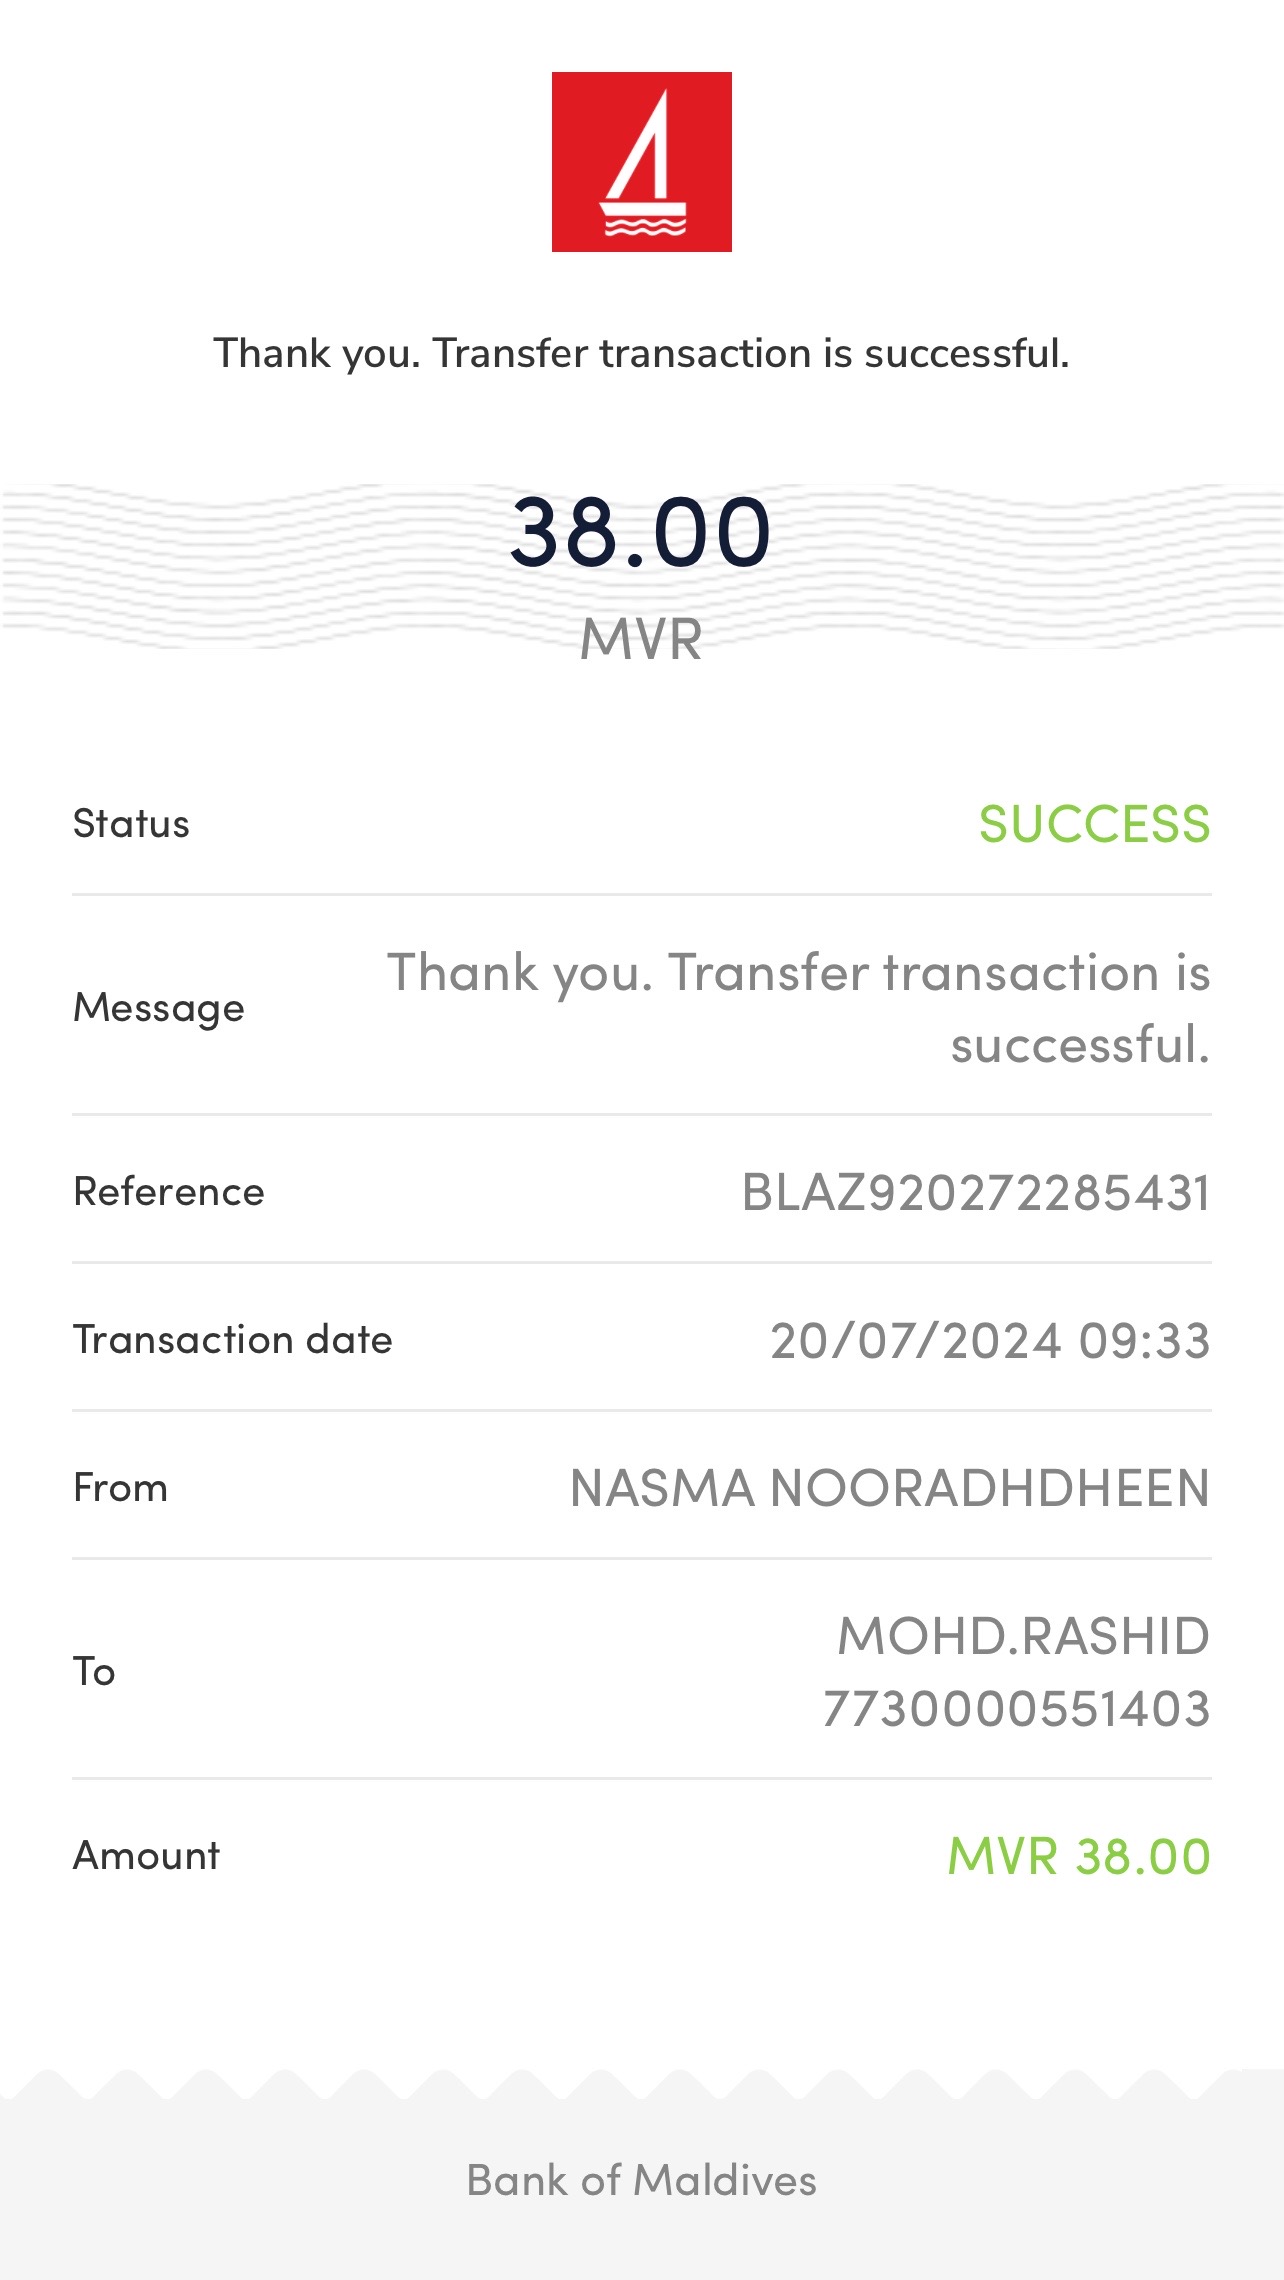 Thank you. Transfer transaction is successful.
38.00
MVR
Status
SUCCESS
Message
Thank you. Transfer transaction is
successful.
Reference
BLAZ920272285431
Transaction date
20/07/2024 09:33
From
NASMA NOORADHDHEEN
To
MOHD.RASHID
7730000551403
Amount
MVR 38.00
Bank of Maldives